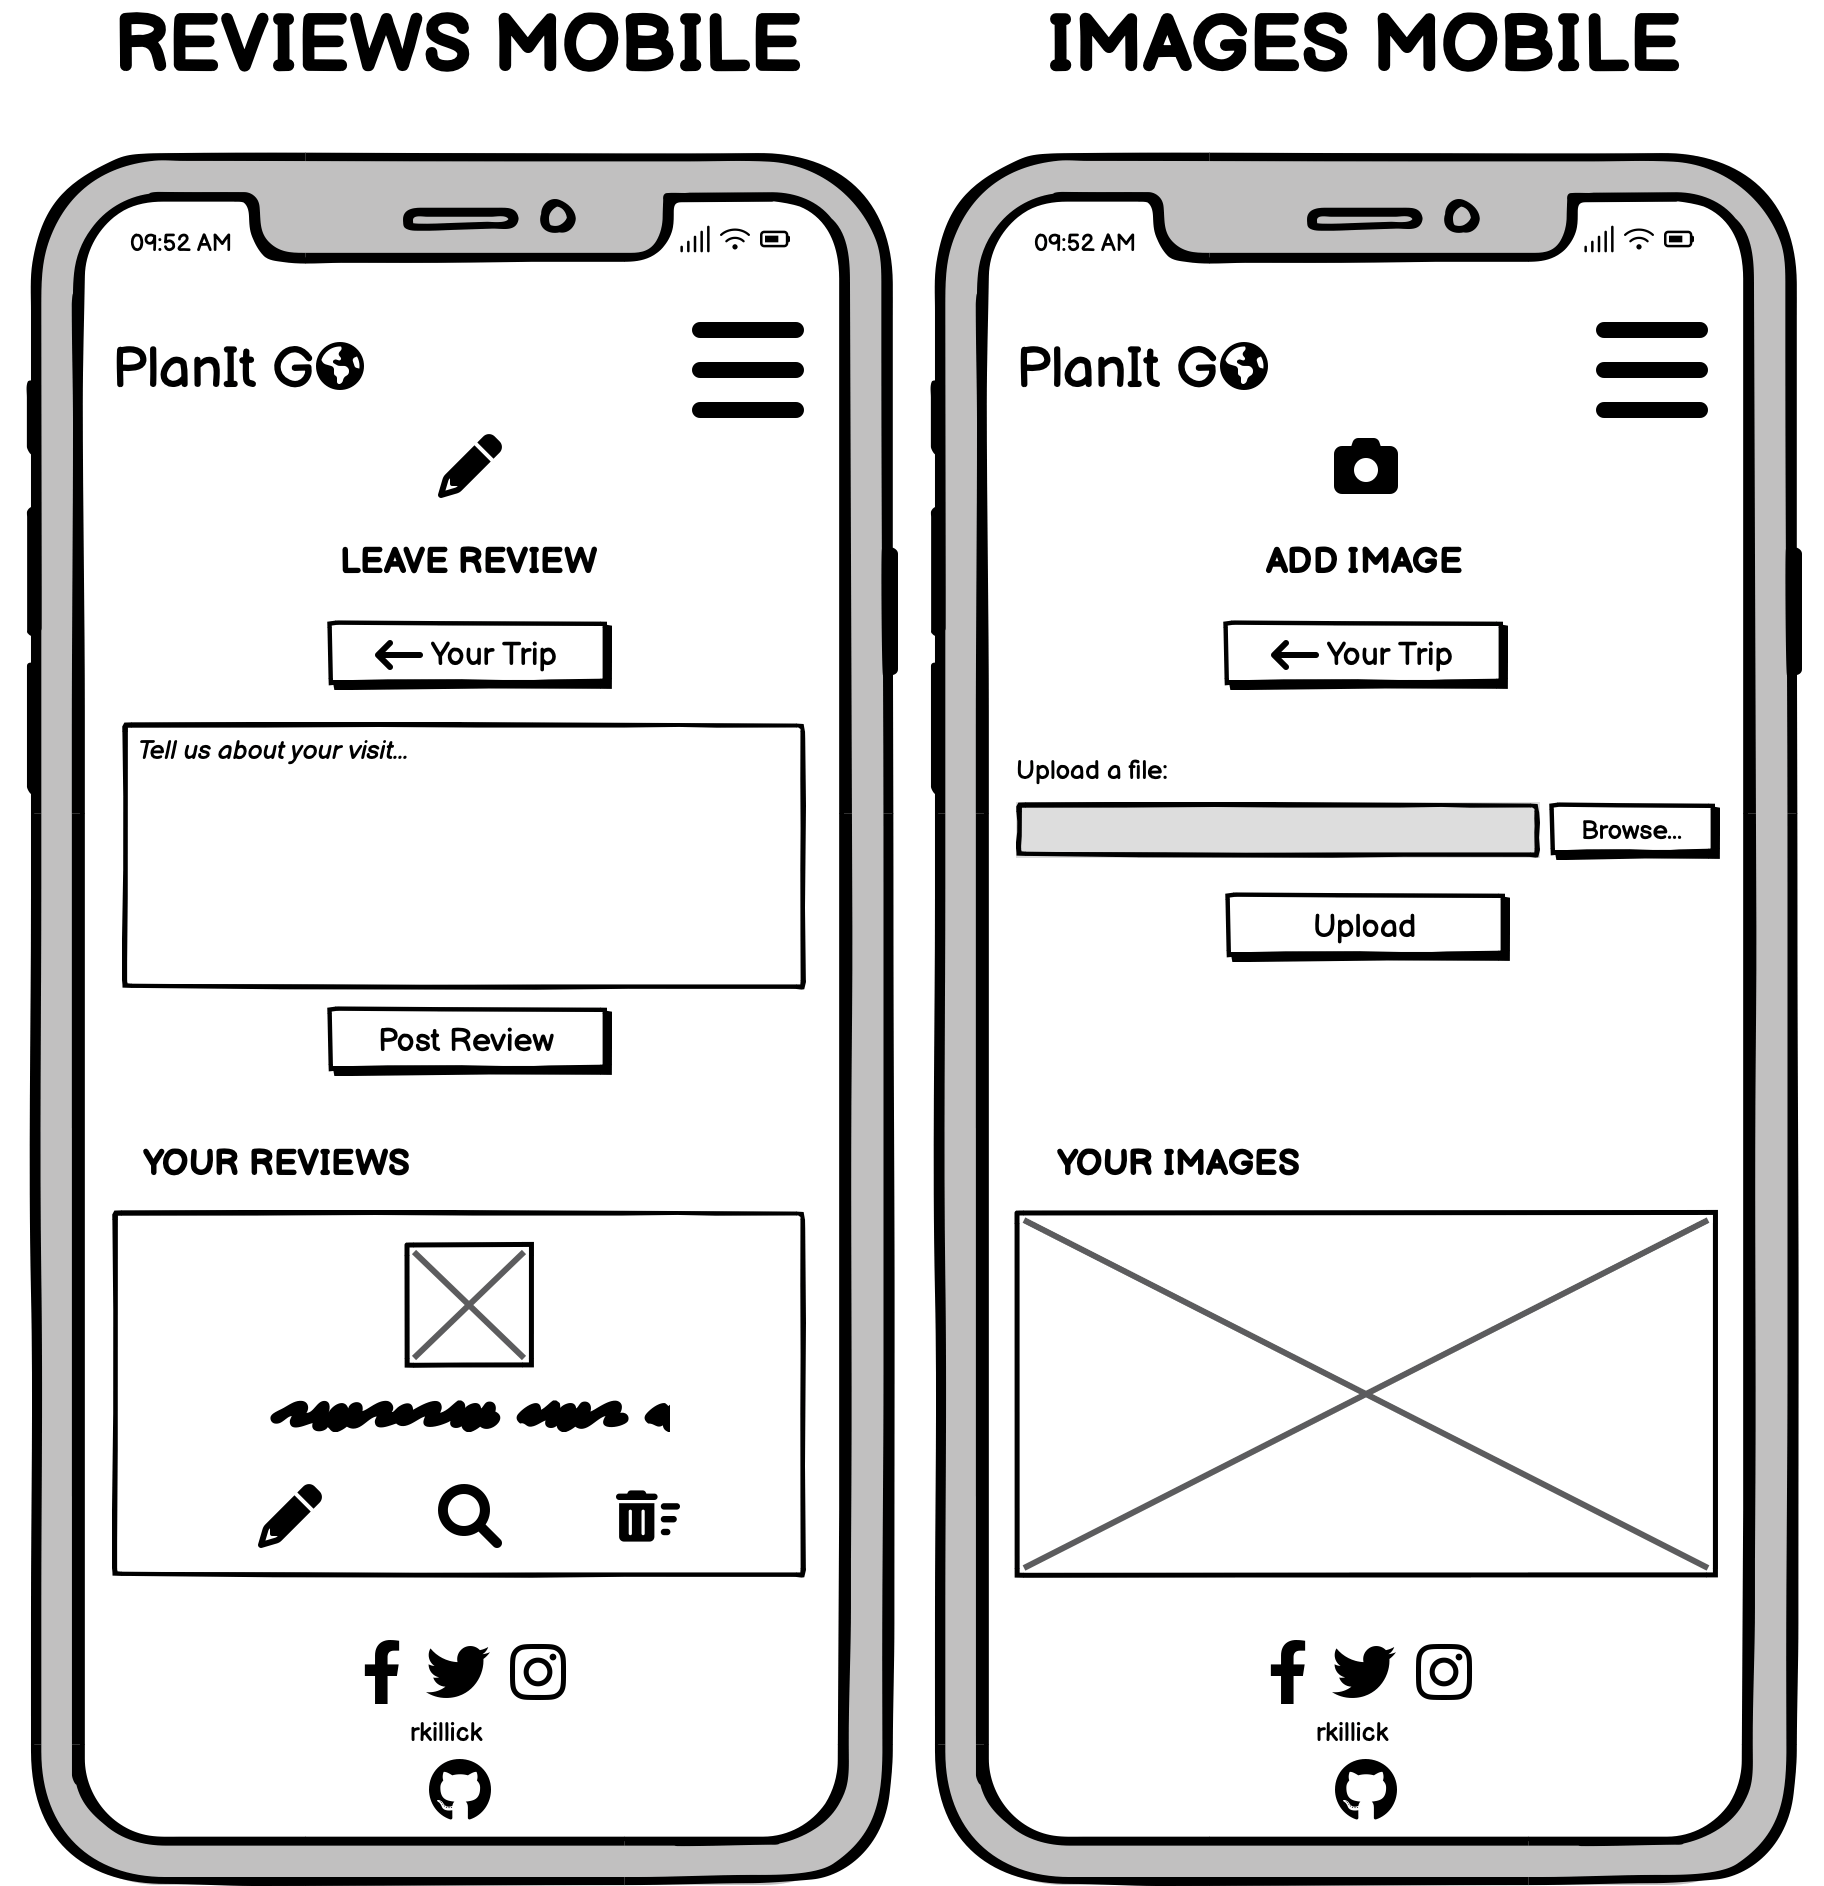 REVIEWS MOBILE
09:52 AM
PlanIt G
LEAVE REVIEW
Your Trip
Tell us about your visit...
Post Review
YOUR REVIEWS
rkillick
IMAGES MOBILE
09:52 AM
PlanIt G
ADD IMAGE
Your Trip
Upload a file:
Browse...
Upload
YOUR IMAGES
rkillick